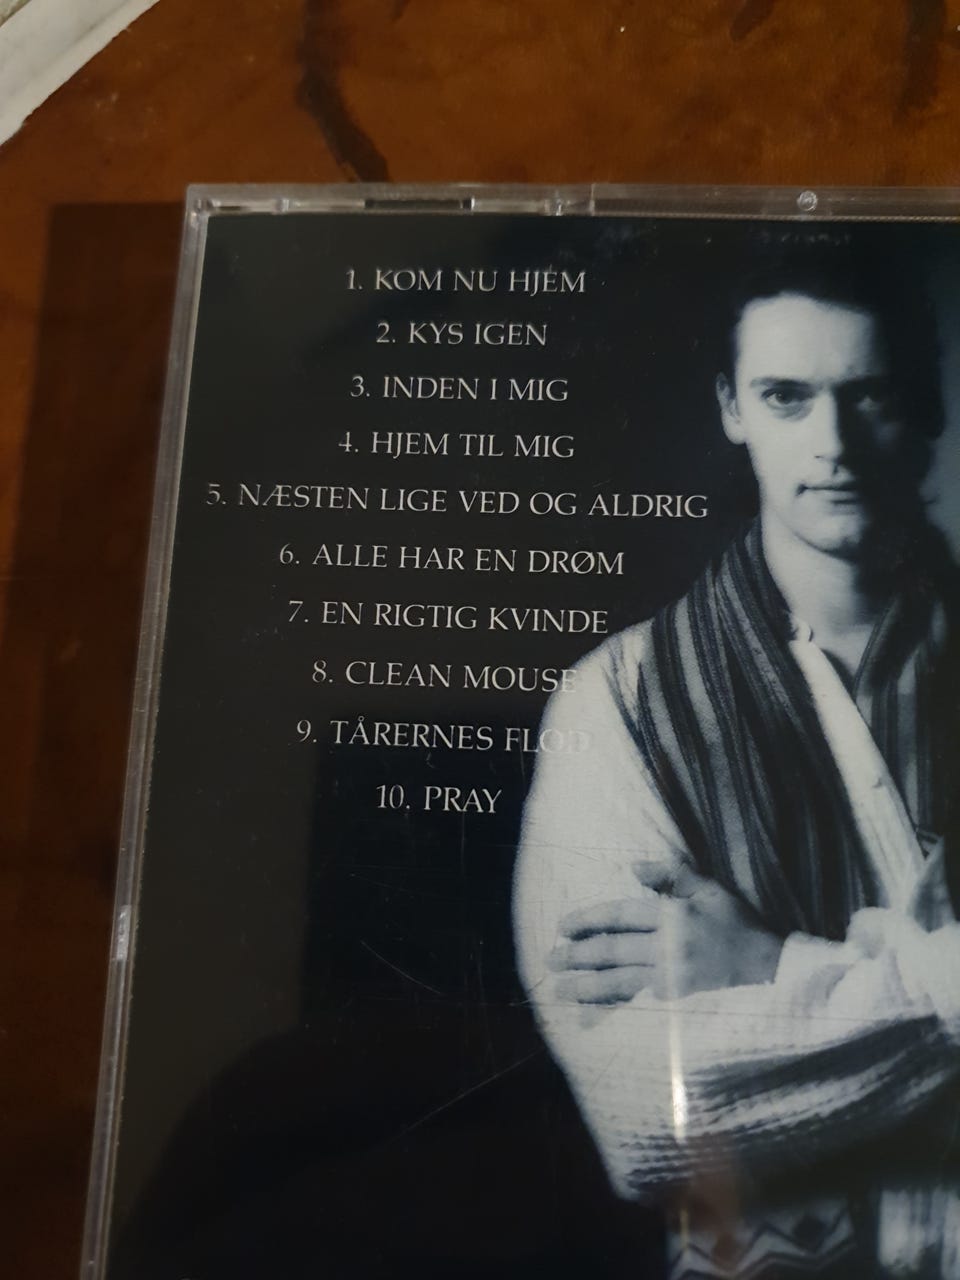 1. KOM NU HJEM
2. KYS IGEN
3. INDEN I MIG
4. HJEM TIL MIG
5. NÆSTEN LIGE VED OG ALDRIG
6. ALLE HAR EN DRØM
7. EN RIGTIG KVINDE
8. CLEAN MOUSE
9. TÅRERNES FLOD
10. PRAY